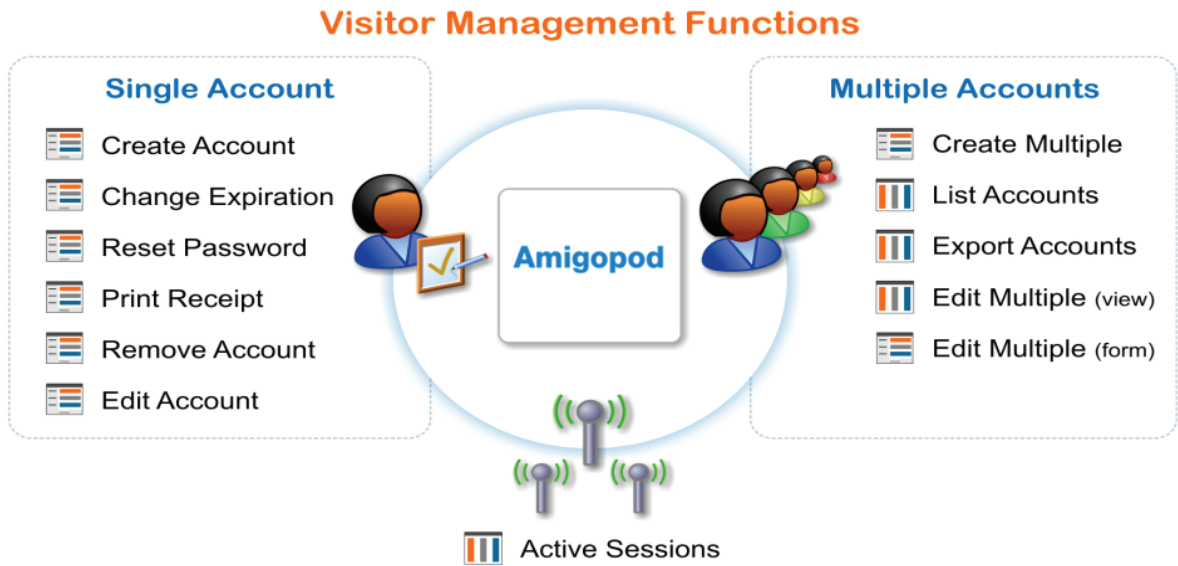 Visitor Management Functions
Single Account
Create Account
Change Expiration
Reset Password
Print Receipt
Remove Account
Edit Account
Amigopod
Multiple Accounts
Create Multiple
List Accounts
Export Accounts
Edit Multiple (view)
Edit Multiple (form)
Active Sessions